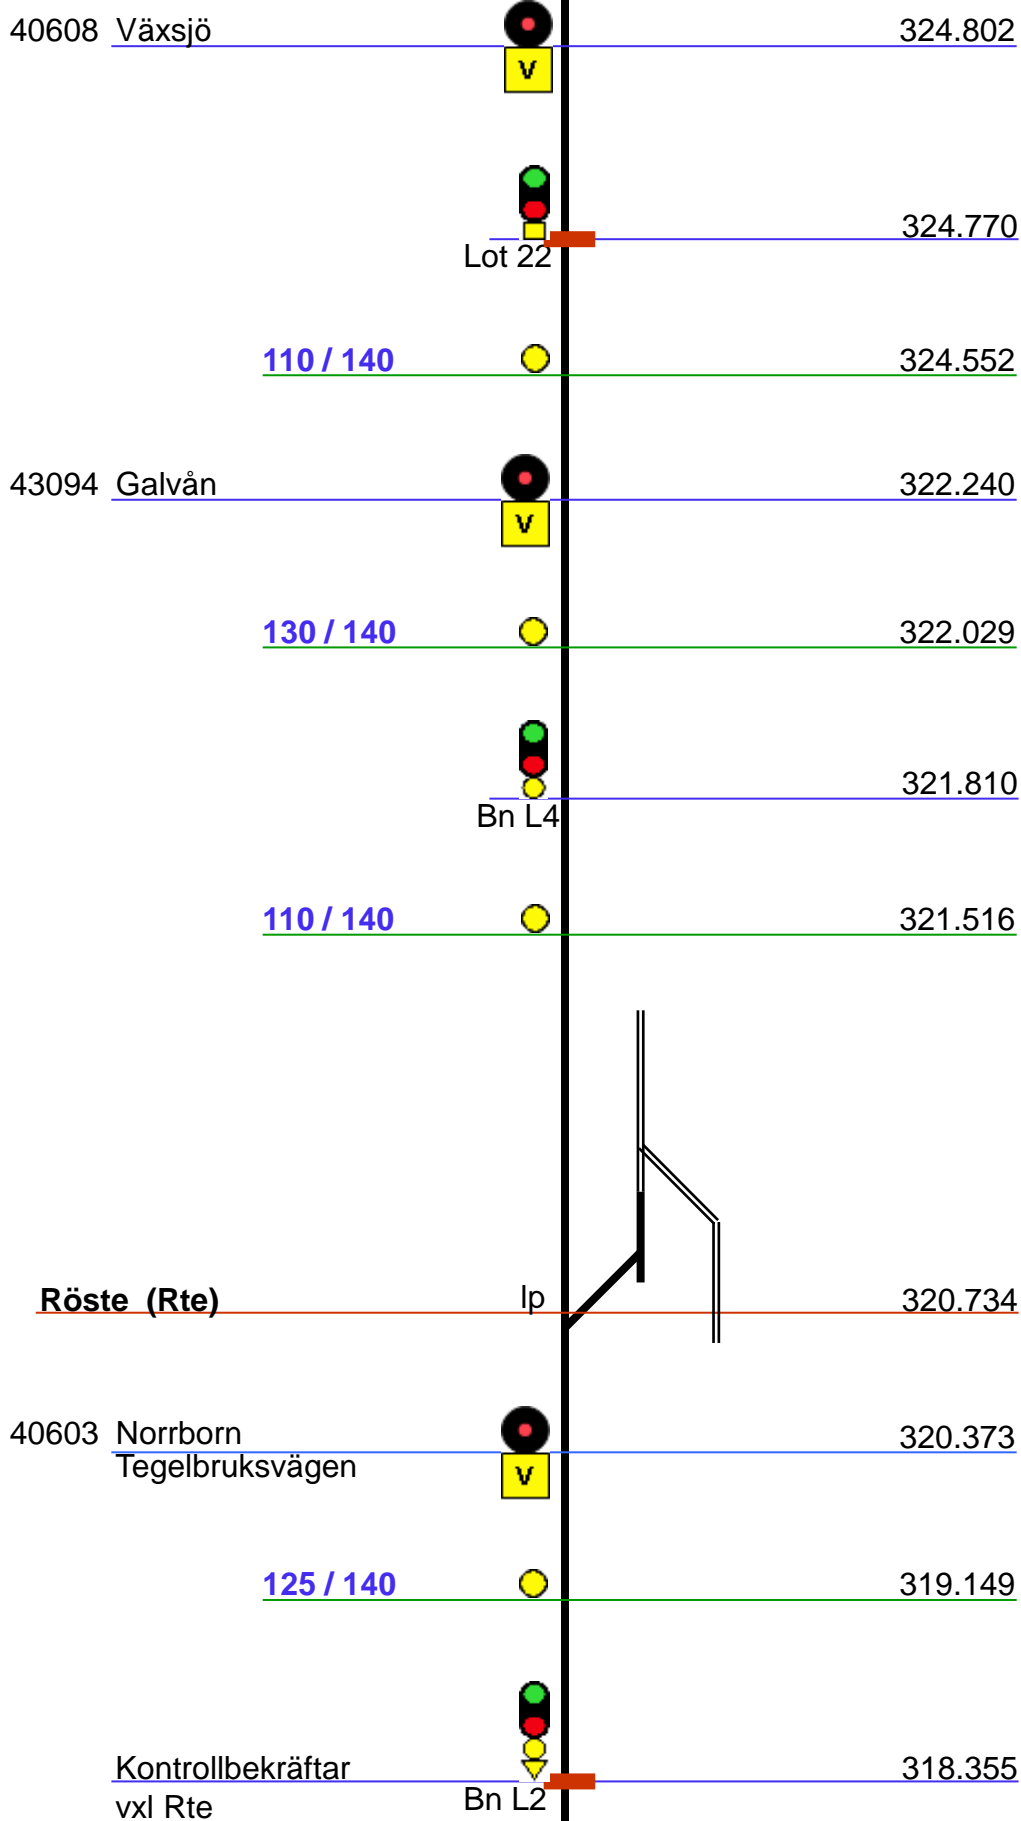 40608 Växsjö 324.802
V
324.770
Lot 22
110 / 140 324.552
43094 Galvån 322.240
V
130 / 140 322.029
321.810
Bn L4
110 / 140 321.516
Röste (Rte) lp 320.734
40603 Norrborn 320.373
Tegelbruksvägen
V
125 / 140 319.149
Kontrollbekräftar 318.355
vxl Rte Bn L2